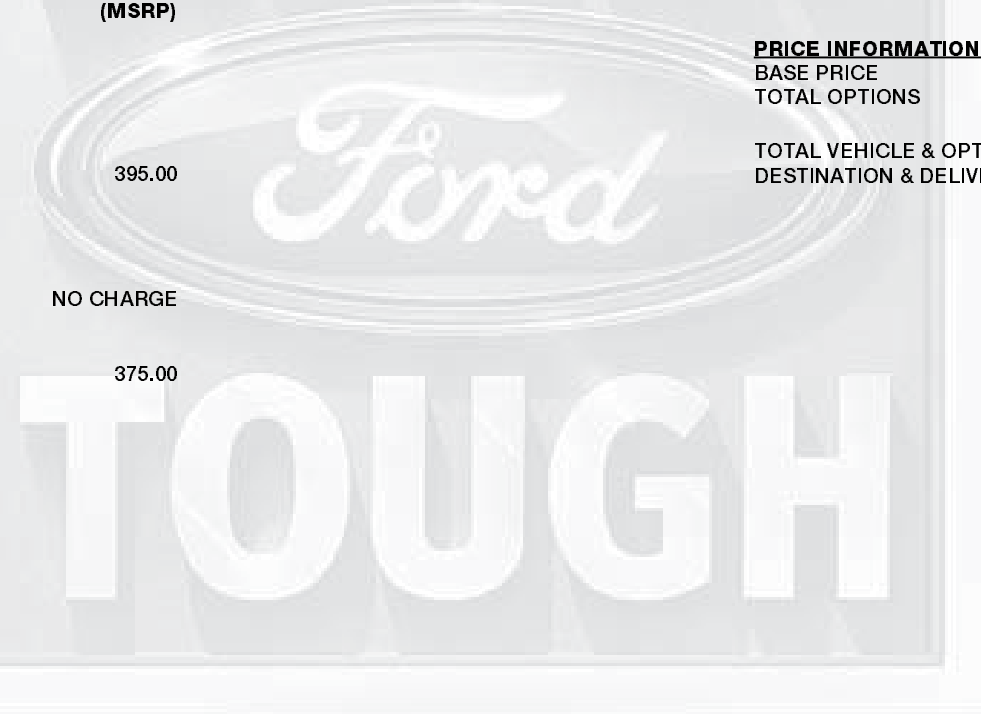 (MSRP)
395.00
NO CHARGE
375.00
PRICE INFORMATION
BASE PRICE
TOTAL OPTIONS
TOTAL VEHICLE & OPT
DESTINATION & DELIV
Ford
TOUGH